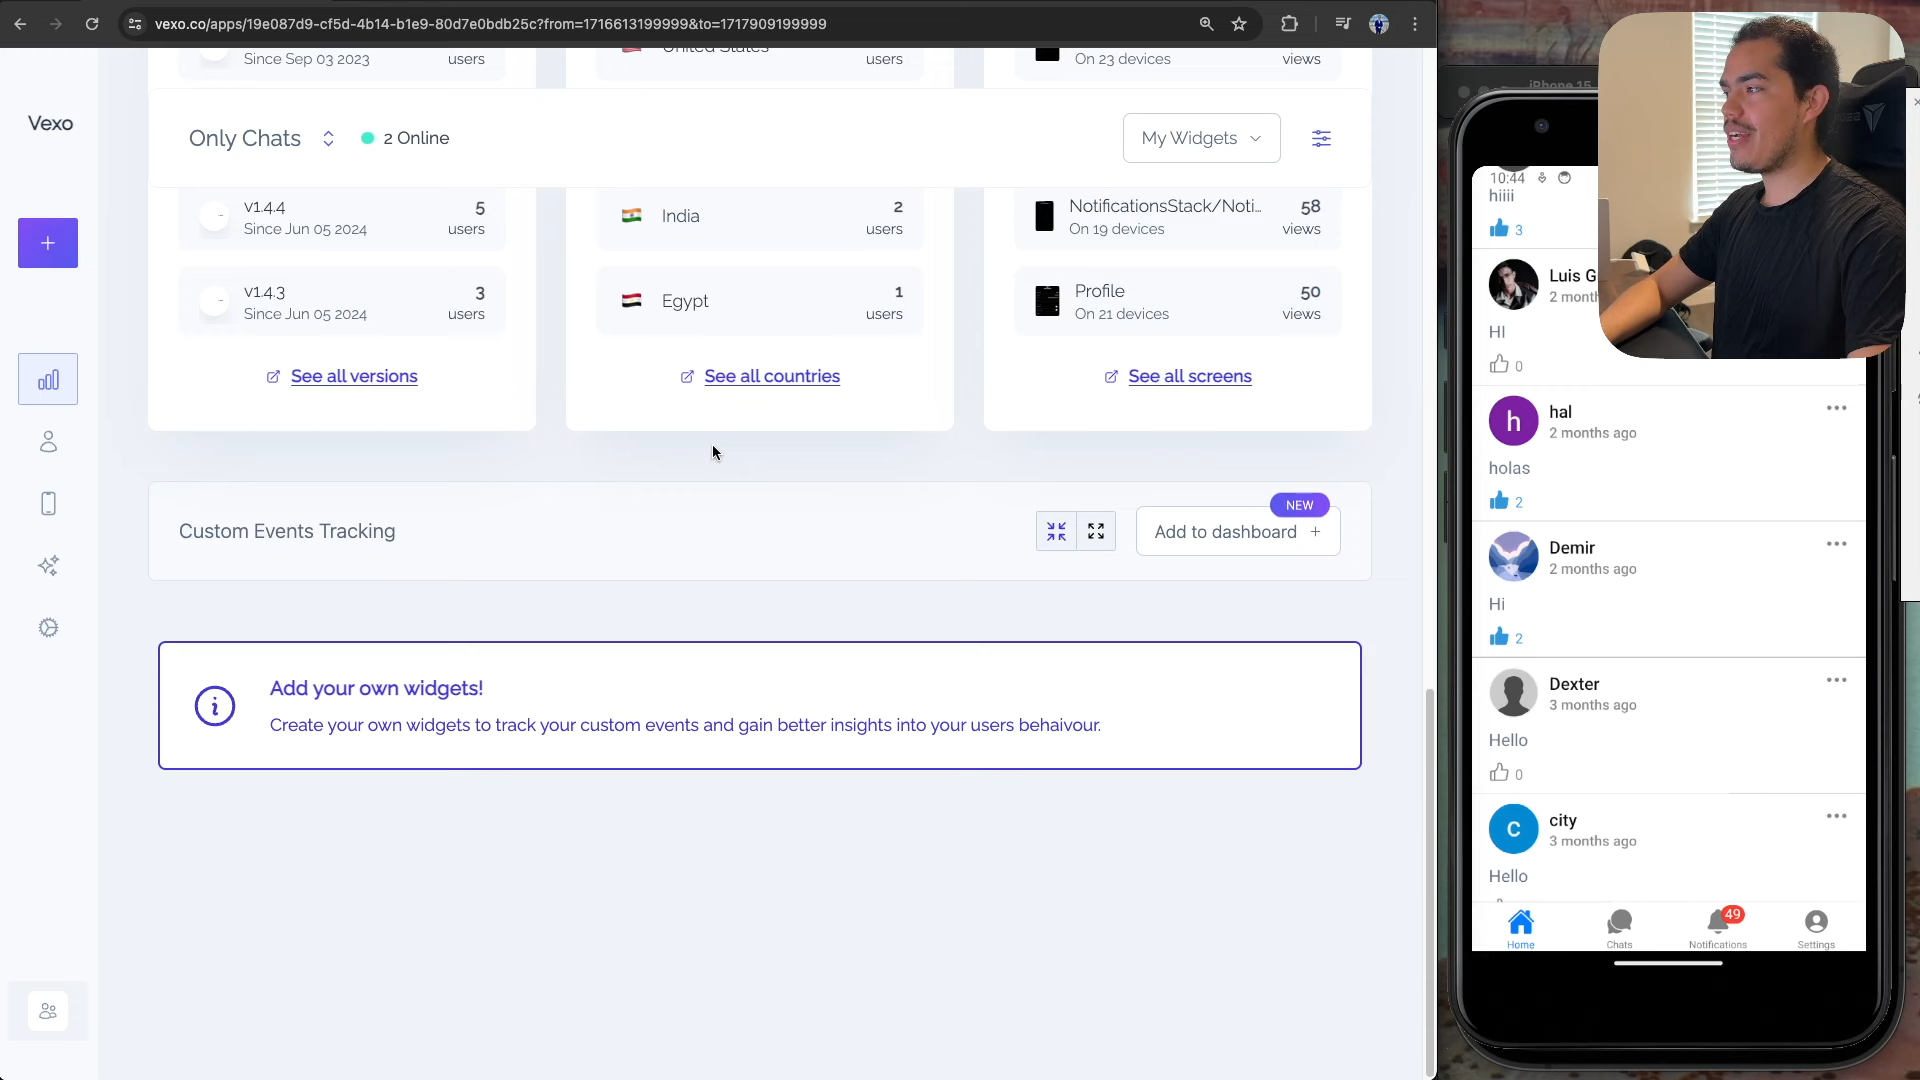 vexo.co/apps/19e087d9-cf5d-4b14-b1e9-80d7e0bdb25c?from=1716613199999&to=1717909199999
Vexo
Since Sep 03 2023
users
United States
users
On 23 devices
views
Only Chats
2 Online
My Widgets
v1.4.4
5
Since Jun 05 2024
users
v1.4.3
3
Since Jun 05 2024
users
See all versions
India
2
users
Egypt
1
users
See all countries
NotificationsStack/Noti...
58
On 19 devices
views
Profile
50
On 21 devices
views
See all screens
Custom Events Tracking
NEW
Add to dashboard +
Add your own widgets!
Create your own widgets to track your custom events and gain better insights into your users behaivour.
iPhone 15
10:44
hiiii
3
Luis G
2 month
HI
0
h
hal
2 months ago
holas
2
Demir
2 months ago
Hi
2
Dexter
3 months ago
Hello
0
c
city
3 months ago
Hello
49
Home
Chats
Notifications
Settings